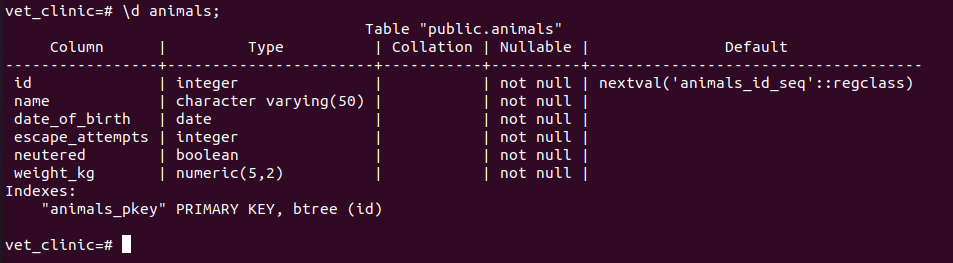 vet_clinic=# \d animals;
                                        Table "public.animals"
     Column      |         Type          | Collation | Nullable |               Default
-----------------+-----------------------+-----------+----------+-------------------------------------
 id              | integer               |           | not null | nextval('animals_id_seq'::regclass)
 name            | character varying(50) |           | not null |
 date_of_birth   | date                  |           | not null |
 escape_attempts | integer               |           | not null |
 neutered        | boolean               |           | not null |
 weight_kg       | numeric(5,2)          |           | not null |
Indexes:
    "animals_pkey" PRIMARY KEY, btree (id)

vet_clinic=#